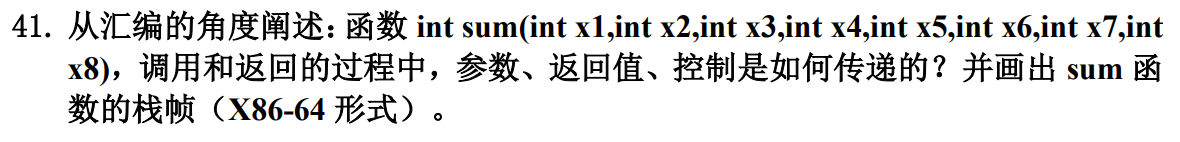 41. 从汇编的角度阐述：函数 int sum(int x1,int x2,int x3,int x4,int x5,int x6,int x7,int
x8)，调用和返回的过程中，参数、返回值、控制是如何传递的？并画出 sum 函
数的栈帧（X86-64 形式）。